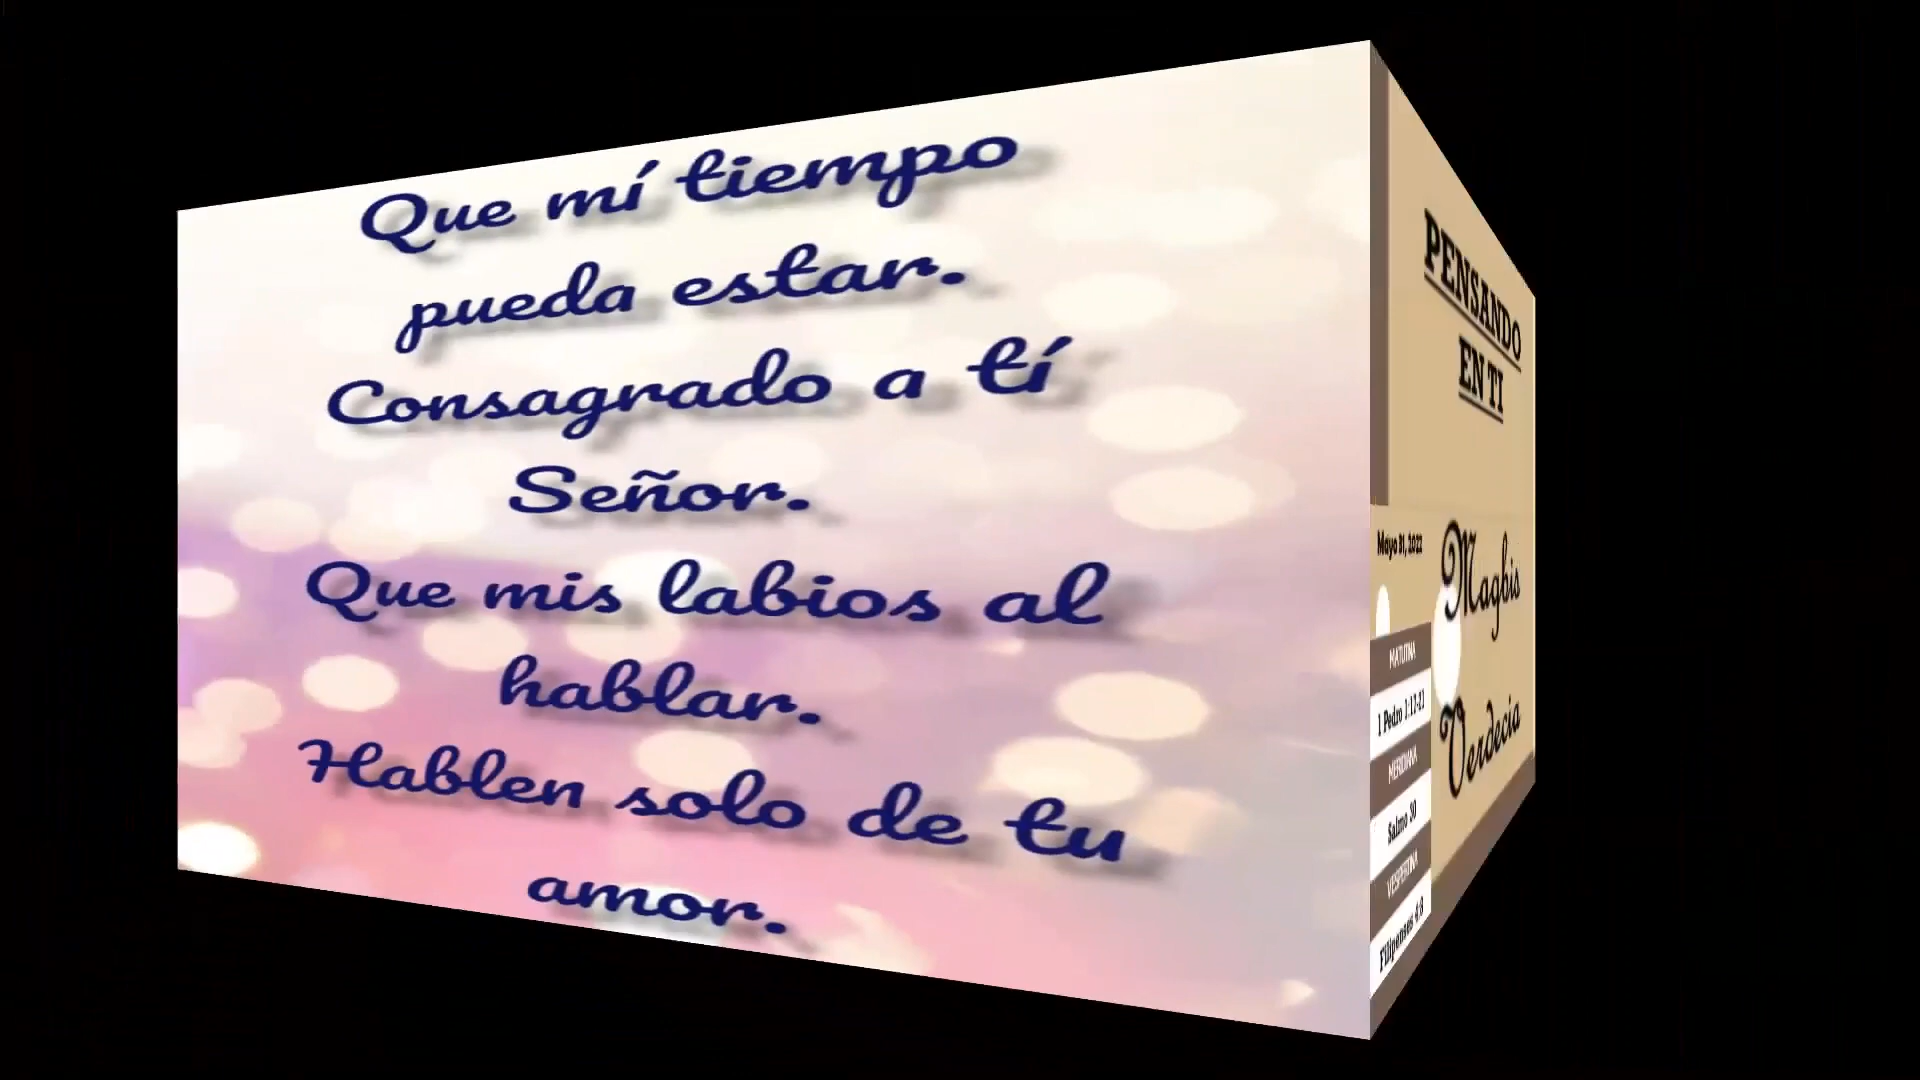 Que mí tiempo
pueda estar.
Consagrado a tí
Señor.
Que mis labios al
hablar.
Hablen solo de tu
amor.
PENSANDO
EN TI
Mayo 31, 2022
Magbis
Verdecia
MATUTINA
1 Pedro 1:17-21
MERIDIANA
Salmo 30
VESPERTINA
Filipenses 4:8